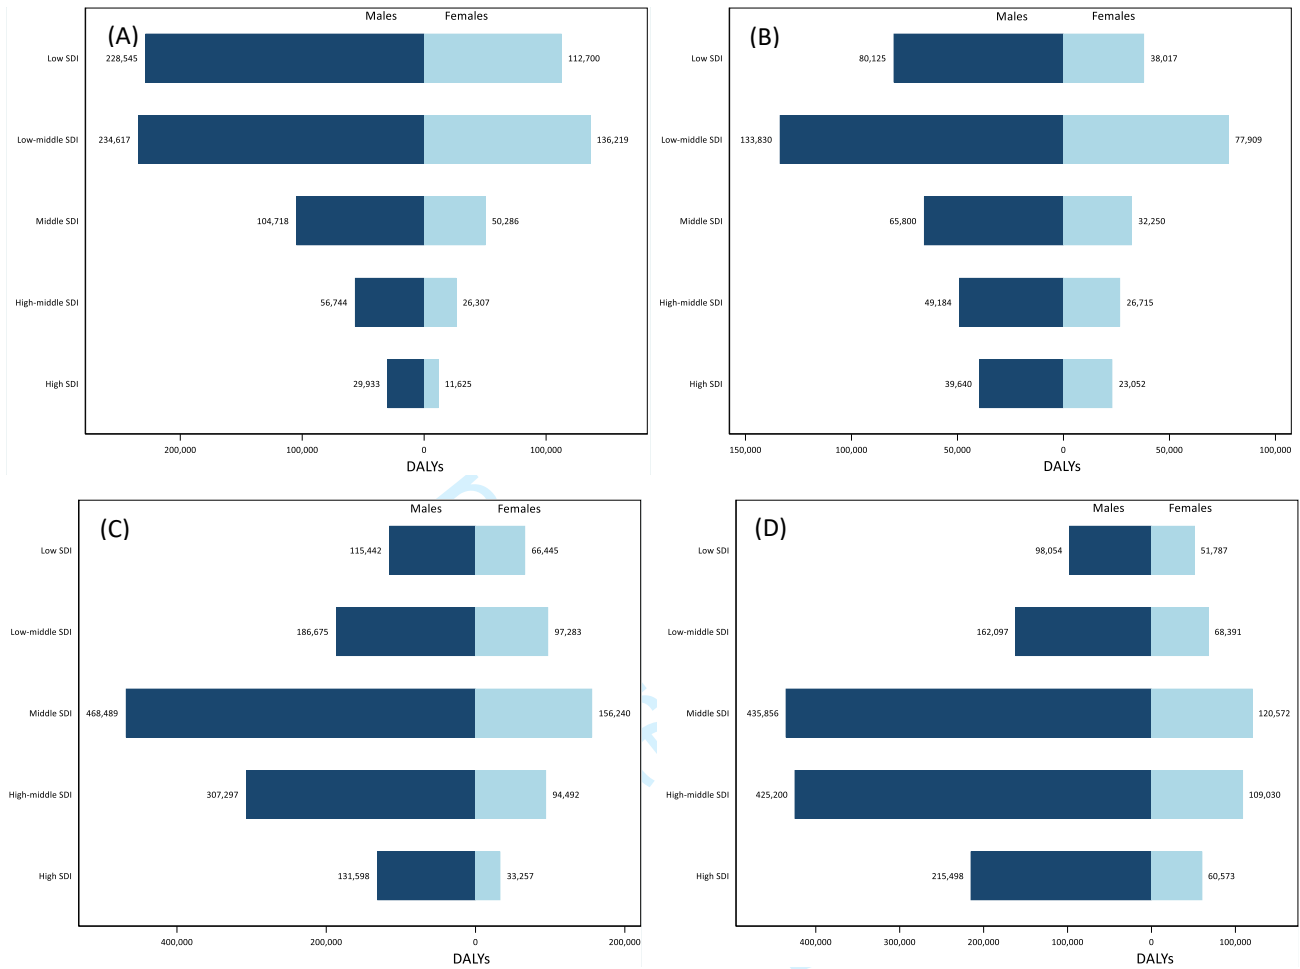 Males Females
(A)
Low SDI 228,545 112,700
Low-middle SDI 234,617 136,219
Middle SDI 104,718 50,286
High-middle SDI 56,744 26,307
High SDI 29,933 11,625
200,000 100,000 0 100,000
DALYs
Males Females
(B)
Low SDI 80,125 38,017
Low-middle SDI 133,830 77,909
Middle SDI 65,800 32,250
High-middle SDI 49,184 26,715
High SDI 39,640 23,052
150,000 100,000 50,000 0 50,000 100,000
DALYs
Males Females
(C)
Low SDI 115,442 66,445
Low-middle SDI 186,675 97,283
Middle SDI 468,489 156,240
High-middle SDI 307,297 94,492
High SDI 131,598 33,257
400,000 200,000 0 200,000
DALYs
Males Females
(D)
Low SDI 98,054 51,787
Low-middle SDI 162,097 68,391
Middle SDI 435,856 120,572
High-middle SDI 425,200 109,030
High SDI 215,498 60,573
400,000 300,000 200,000 100,000 0 100,000
DALYs